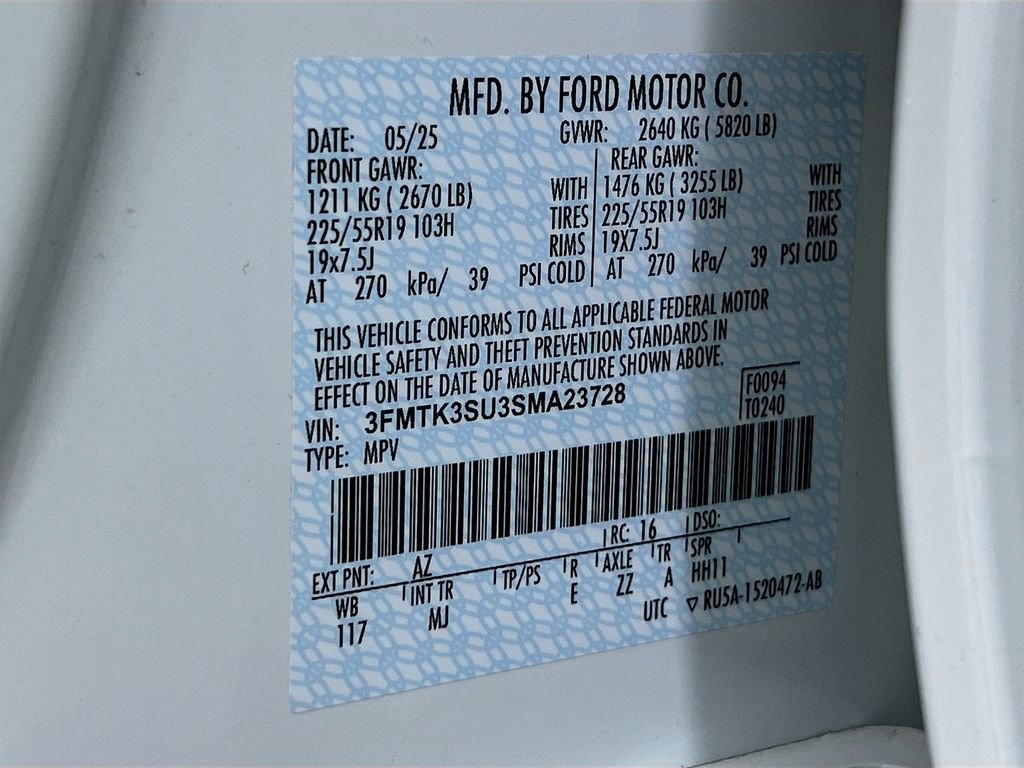 MFD. BY FORD MOTOR CO.
DATE: 05/25 GVWR: 2640 KG ( 5820 LB)
FRONT GAWR: REAR GAWR:
1211 KG ( 2670 LB) WITH 1476 KG ( 3255 LB) WITH
225/55R19 103H TIRES 225/55R19 103H TIRES
19x7.5J RIMS 19X7.5J RIMS
AT 270 kPa/ 39 PSI COLD AT 270 kPa/ 39 PSI COLD
THIS VEHICLE CONFORMS TO ALL APPLICABLE FEDERAL MOTOR
VEHICLE SAFETY AND THEFT PREVENTION STANDARDS IN
EFFECT ON THE DATE OF MANUFACTURE SHOWN ABOVE.
VIN: 3FMTK3SU3SMA23728 F0094
TYPE: MPV T0240
EXT PNT: AZ RC: 16 DSO:
WB INT TR TP/PS R AXLE TR SPR
117 MJ E ZZ A HH11
UTC ▽ RU5A-1520472-AB